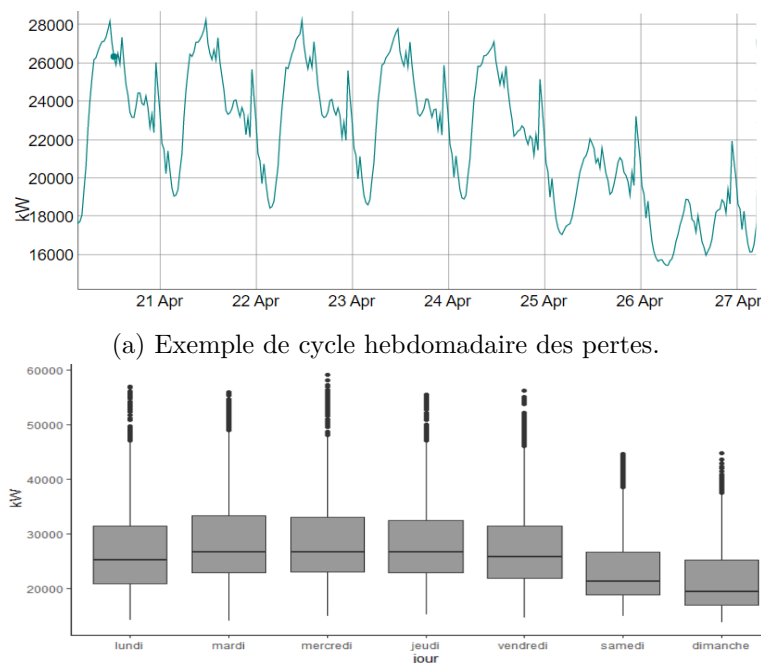 28000
26000
24000
22000
20000
18000
16000
kW
21 Apr 22 Apr 23 Apr 24 Apr 25 Apr 26 Apr 27 Apr
(a) Exemple de cycle hebdomadaire des pertes.
60000
50000
40000
30000
20000
kW
lundi mardi mercredi jeudi vendredi samedi dimanche
jour